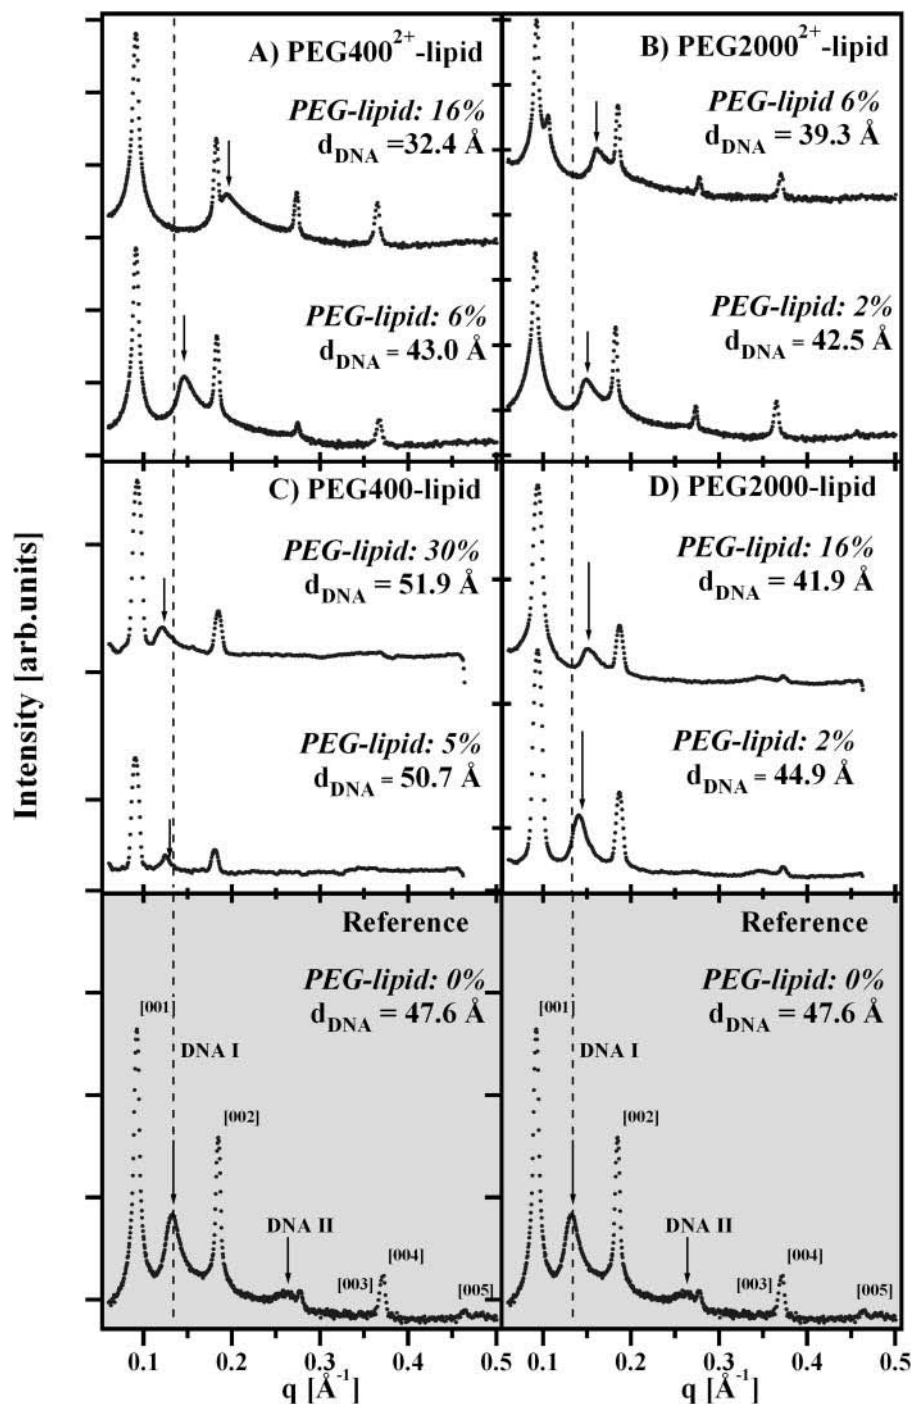 A) PEG400²⁺-lipid
PEG-lipid: 16%
d_DNA =32.4 Å
PEG-lipid: 6%
d_DNA = 43.0 Å
B) PEG2000²⁺-lipid
PEG-lipid 6%
d_DNA = 39.3 Å
PEG-lipid: 2%
d_DNA = 42.5 Å
C) PEG400-lipid
PEG-lipid: 30%
d_DNA = 51.9 Å
PEG-lipid: 5%
d_DNA = 50.7 Å
D) PEG2000-lipid
PEG-lipid: 16%
d_DNA = 41.9 Å
PEG-lipid: 2%
d_DNA = 44.9 Å
Intensity [arb.units]
Reference
PEG-lipid: 0%
d_DNA = 47.6 Å
[001]
DNA I
[002]
DNA II
[003]
[004]
[005]
0.1 0.2 0.3 0.4 0.5
q [Å⁻¹]
Reference
PEG-lipid: 0%
d_DNA = 47.6 Å
[001]
DNA I
[002]
DNA II
[003]
[004]
[005]
0.1 0.2 0.3 0.4 0.5
q [Å⁻¹]